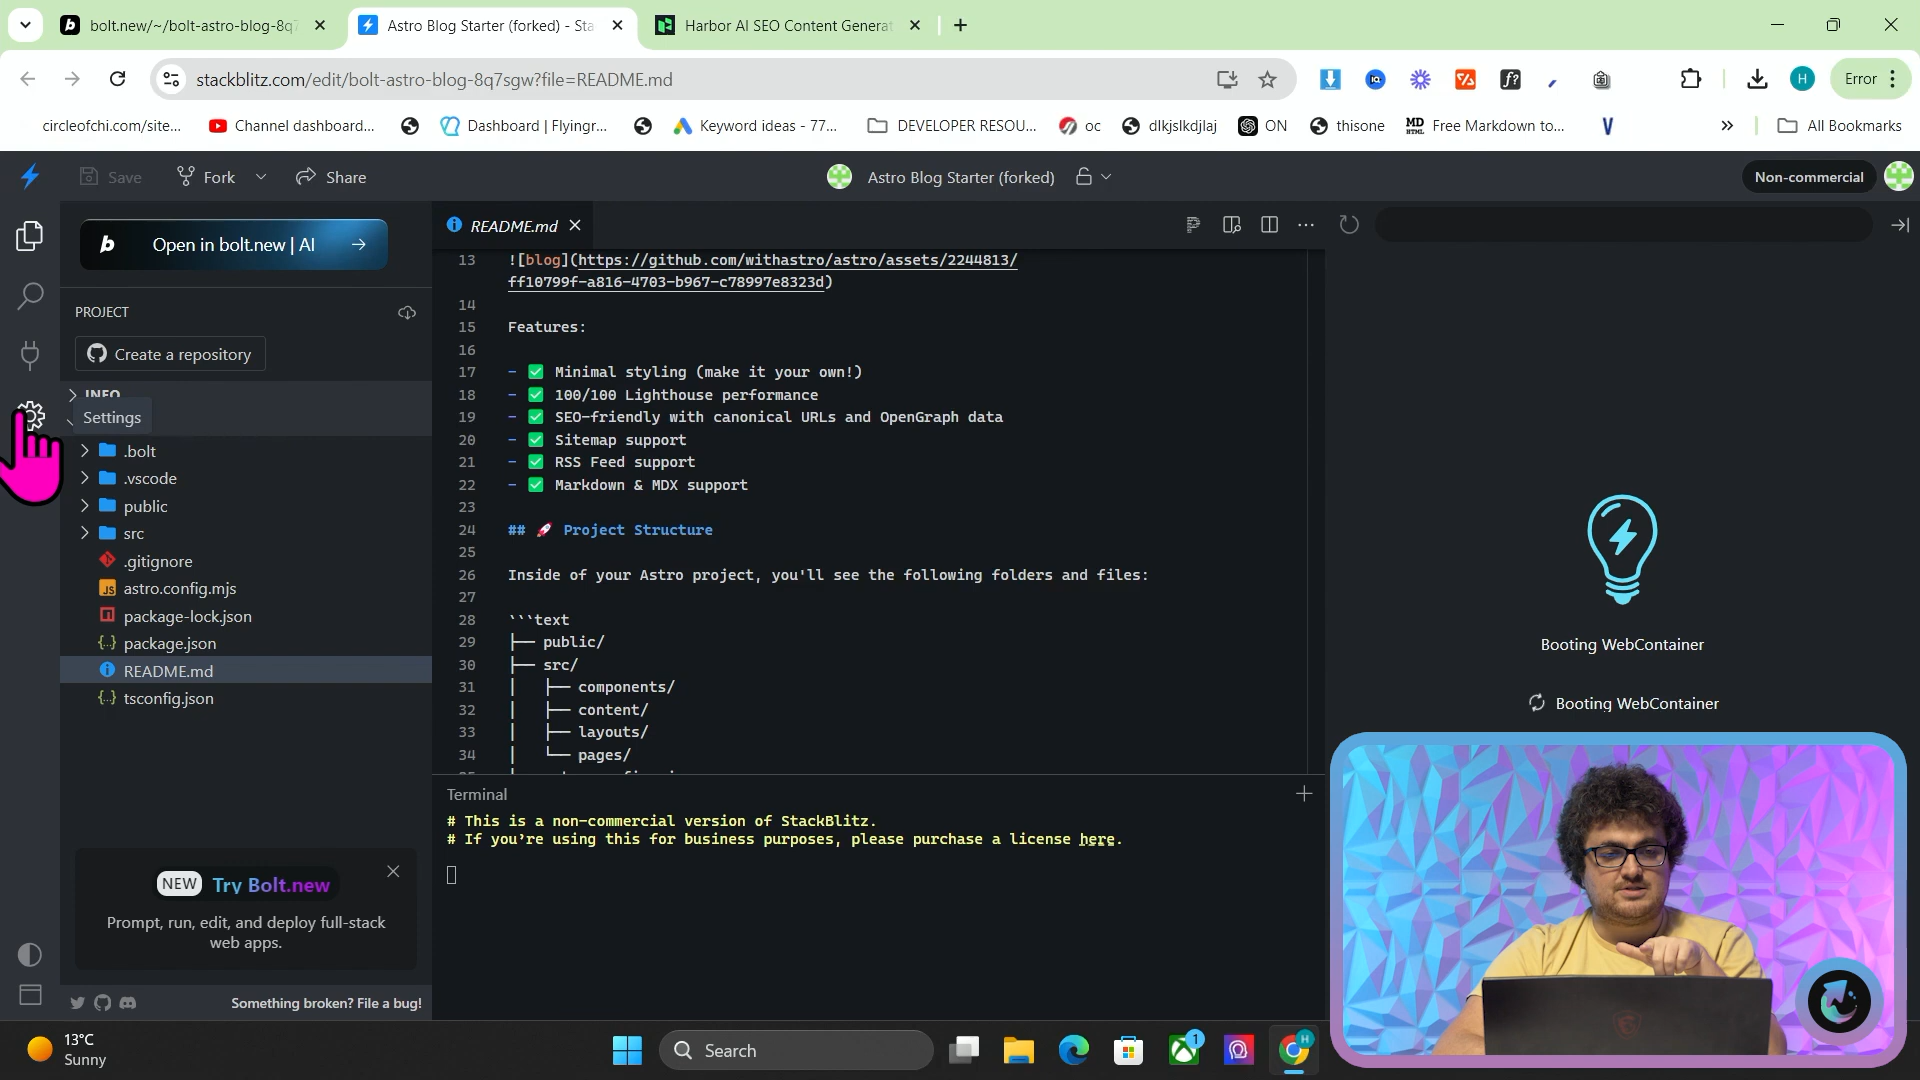 bolt.new/~/bolt-astro-blog-8q7
Astro Blog Starter (forked) - Sta
Harbor AI SEO Content Generat
stackblitz.com/edit/bolt-astro-blog-8q7sgw?file=README.md
Error
circleofchi.com/site...
Channel dashboard...
Dashboard | Flyingr...
Keyword ideas - 77...
DEVELOPER RESOU...
oc
dlkjslkdjlaj
ON
thisone
Free Markdown to...
All Bookmarks
Save
Fork
Share
Astro Blog Starter (forked)
Non-commercial
Open in bolt.new | AI
README.md
PROJECT
Create a repository
INFO
Settings
.bolt
.vscode
public
src
.gitignore
astro.config.mjs
package-lock.json
package.json
README.md
tsconfig.json
13 ![blog](https://github.com/withastro/astro/assets/2244813/
ff10799f-a816-4703-b967-c78997e8323d)
14
15 Features:
16
17 - ✅ Minimal styling (make it your own!)
18 - ✅ 100/100 Lighthouse performance
19 - ✅ SEO-friendly with canonical URLs and OpenGraph data
20 - ✅ Sitemap support
21 - ✅ RSS Feed support
22 - ✅ Markdown & MDX support
23
24 ## 🚀 Project Structure
25
26 Inside of your Astro project, you'll see the following folders and files:
27
28 ```text
29 ├── public/
30 ├── src/
31 │   ├── components/
32 │   ├── content/
33 │   ├── layouts/
34 │   └── pages/
Terminal
# This is a non-commercial version of StackBlitz.
# If you're using this for business purposes, please purchase a license here.
Booting WebContainer
Booting WebContainer
NEW Try Bolt.new
Prompt, run, edit, and deploy full-stack
web apps.
Something broken? File a bug!
13°C
Sunny
Search
1